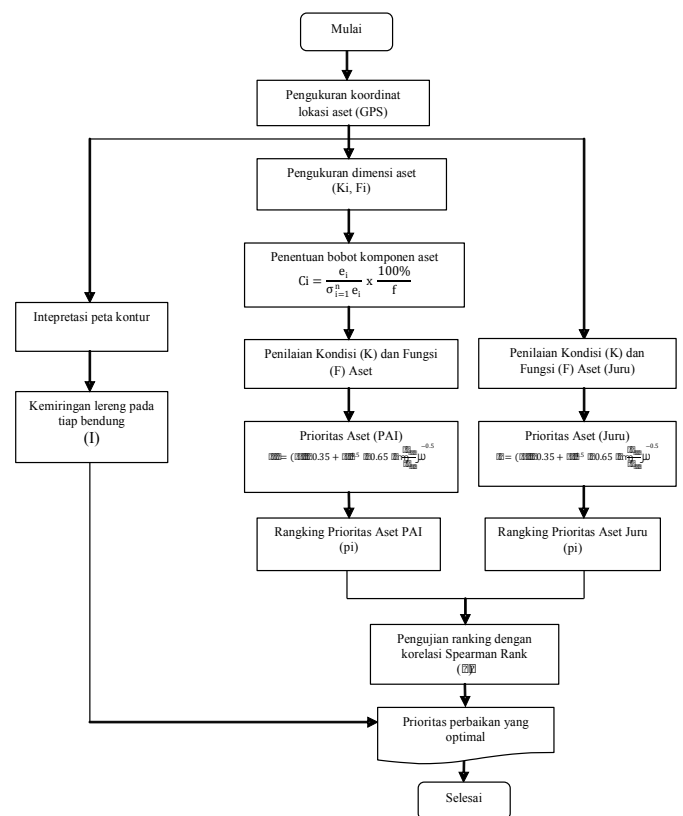 Mulai
Pengukuran koordinat
lokasi aset (GPS)
Pengukuran dimensi aset
(Ki, Fi)
Penentuan bobot komponen aset
Ci = e_i / σ_{i=1}^{n} e_i x 100% / f
Intepretasi peta kontur
Penilaian Kondisi (K) dan Fungsi
(F) Aset
Penilaian Kondisi (K) dan
Fungsi (F) Aset (Juru)
Kemiringan lereng pada
tiap bendung
(I)
Prioritas Aset (PAI)
= ( 0.35 + 0.65 −0.5
Prioritas Aset (Juru)
= ( 0.35 + 0.65 −0.5
Rangking Prioritas Aset PAI
(pi)
Rangking Prioritas Aset Juru
(pi)
Pengujian ranking dengan
korelasi Spearman Rank
Prioritas perbaikan yang
optimal
Selesai